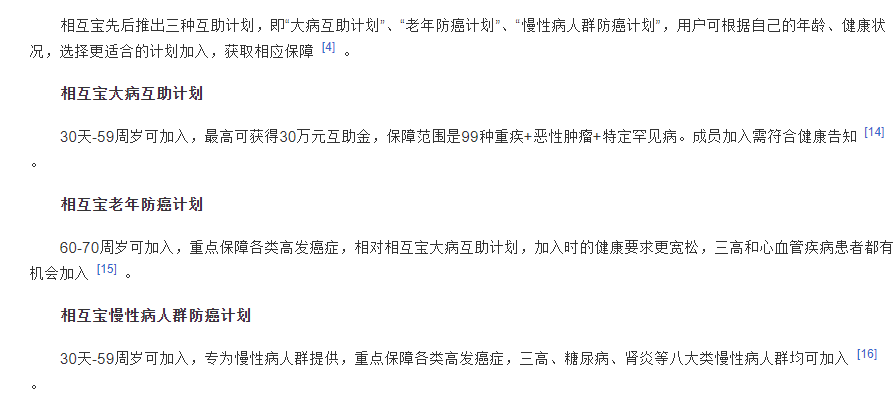 相互宝先后推出三种互助计划，即“大病互助计划”、“老年防癌计划”、“慢性病人群防癌计划”，用户可根据自己的年龄、健康状
况，选择更适合的计划加入，获取相应保障 [4] 。
相互宝大病互助计划
30天-59周岁可加入，最高可获得30万元互助金，保障范围是99种重疾+恶性肿瘤+特定罕见病。成员加入需符合健康告知 [14]
。
相互宝老年防癌计划
60-70周岁可加入，重点保障各类高发癌症，相对相互宝大病互助计划，加入时的健康要求更宽松，三高和心血管疾病患者都有
机会加入 [15] 。
相互宝慢性病人群防癌计划
30天-59周岁可加入，专为慢性病人群提供，重点保障各类高发癌症，三高、糖尿病、肾炎等八大类慢性病人群均可加入 [16]
。